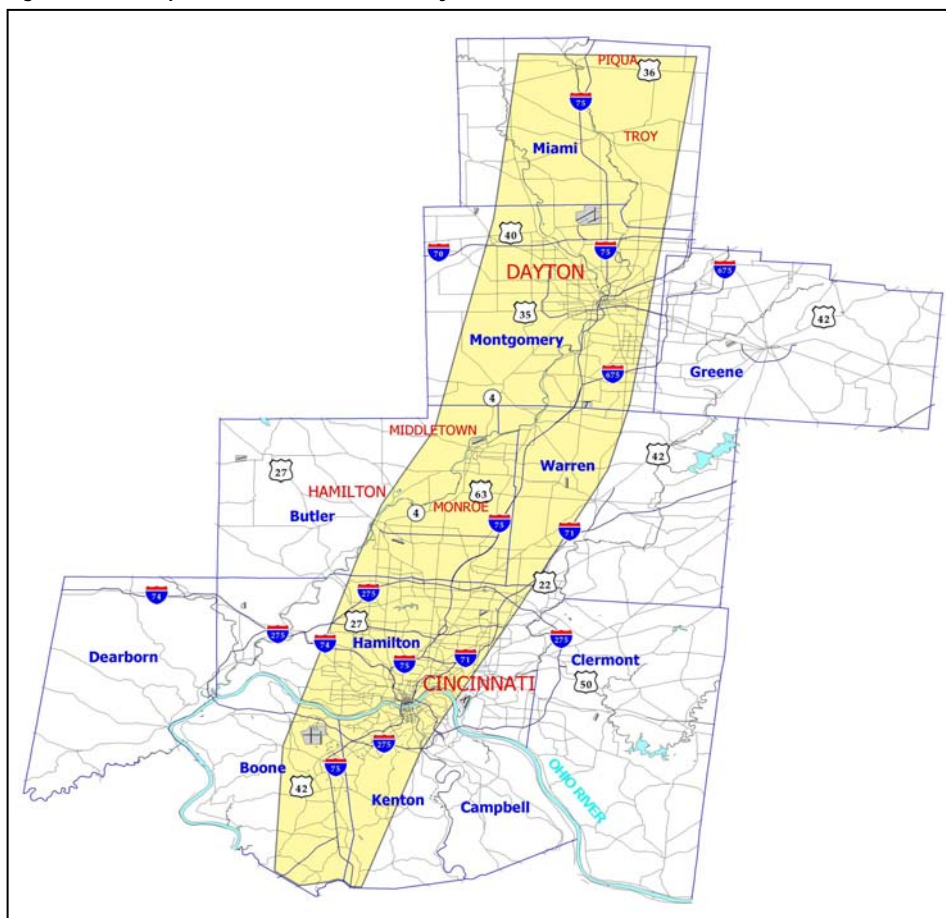 PIQUA
36
75
TROY
Miami
40
70
75
DAYTON
675
35
42
Montgomery
Greene
675
4
MIDDLETOWN
42
27
Warren
HAMILTON
63
Butler
4
MONROE
75
71
74
275
22
27
275
74
Hamilton
275
Dearborn
75
71
Clermont
CINCINNATI
50
275
Boone
75
42
Kenton
Campbell
OHIO RIVER